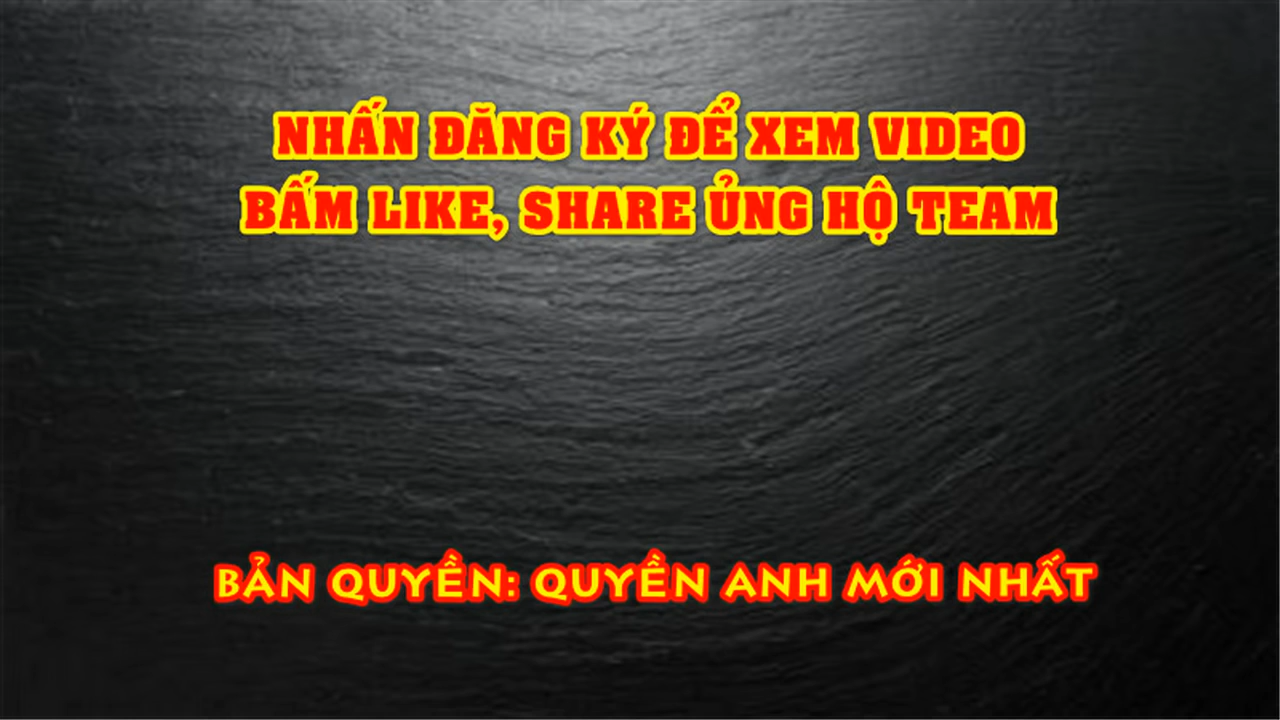 NHẤN ĐĂNG KÝ ĐỂ XEM VIDEO
BẤM LIKE, SHARE ỦNG HỘ TEAM
BẢN QUYỀN: QUYỀN ANH MỚI NHẤT